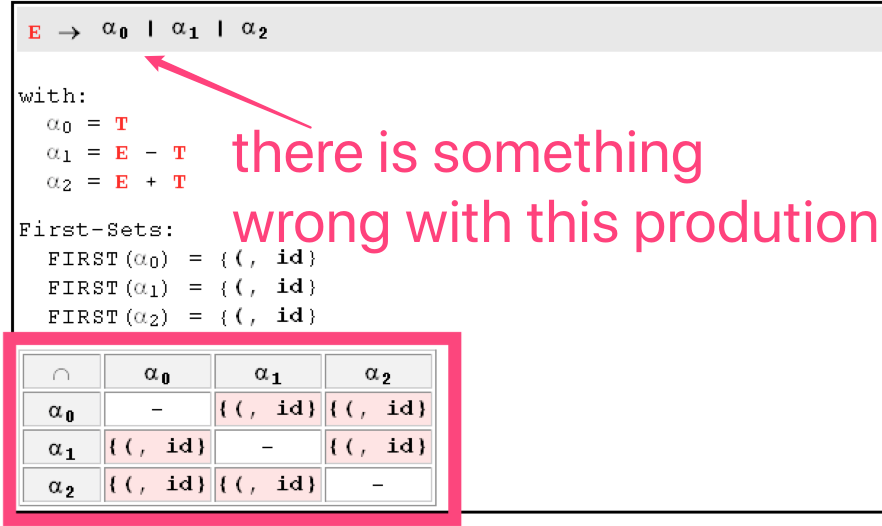 E → α0 | α1 | α2
with:
α0 = T
α1 = E - T
α2 = E + T
there is something
wrong with this prodution
First-Sets:
FIRST(α0) = {(, id}
FIRST(α1) = {(, id}
FIRST(α2) = {(, id}
∩ α0 α1 α2
α0 - {(, id} {(, id}
α1 {(, id} - {(, id}
α2 {(, id} {(, id} -